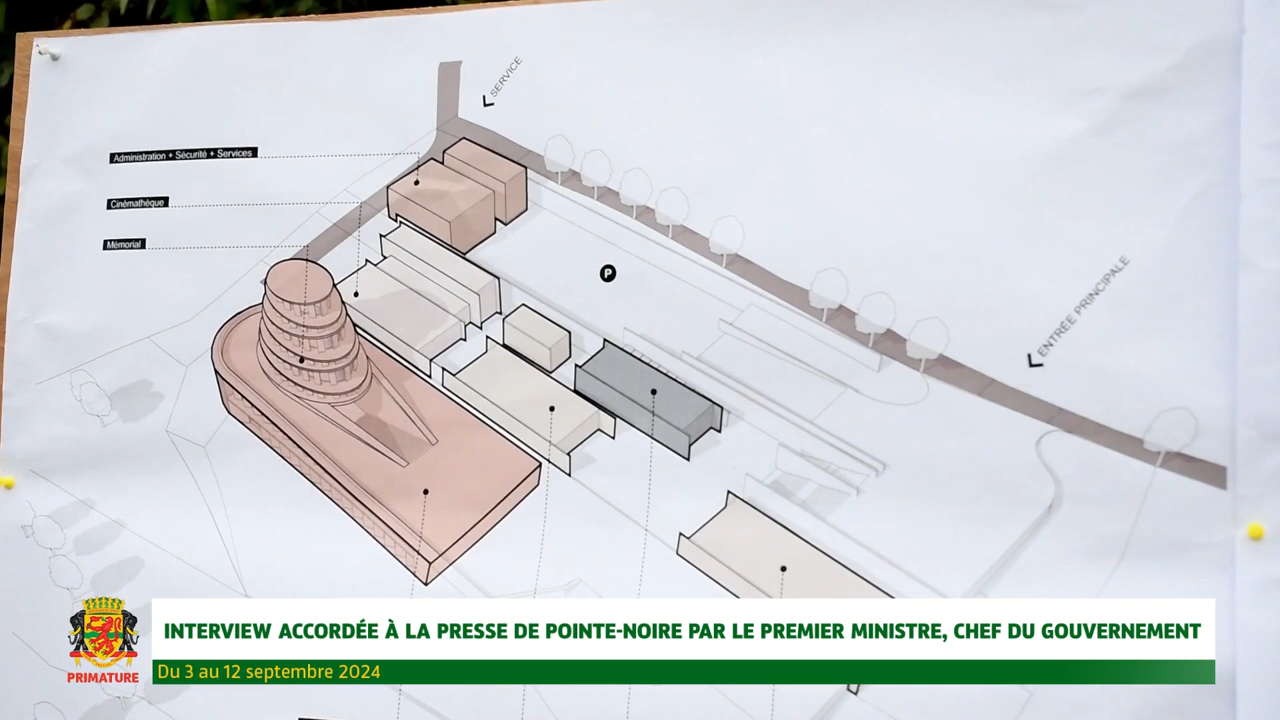 SERVICE
Administration + Sécurité + Services
Cinémathèque
Mémorial
P
ENTRÉE PRINCIPALE
INTERVIEW ACCORDÉE À LA PRESSE DE POINTE-NOIRE PAR LE PREMIER MINISTRE, CHEF DU GOUVERNEMENT
PRIMATURE
Du 3 au 12 septembre 2024